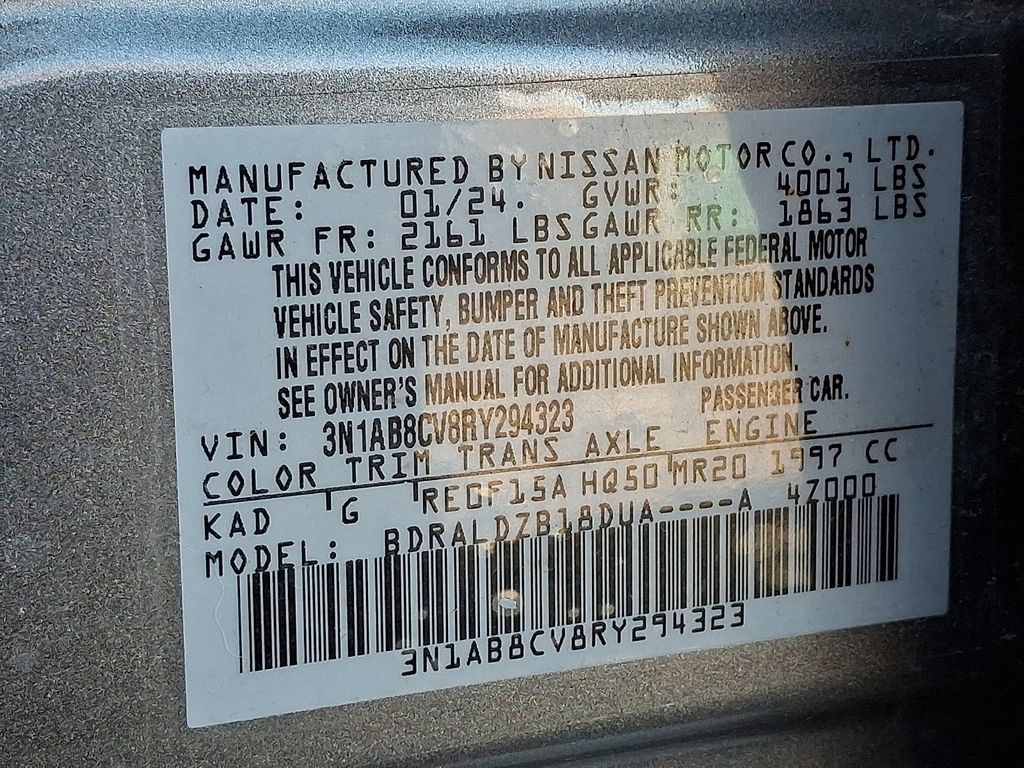 MANUFACTURED BY NISSAN MOTOR CO., LTD.
DATE: 01/24. GVWR: 4001 LBS
GAWR FR: 2161 LBS GAWR RR: 1863 LBS
THIS VEHICLE CONFORMS TO ALL APPLICABLE FEDERAL MOTOR
VEHICLE SAFETY, BUMPER AND THEFT PREVENTION STANDARDS
IN EFFECT ON THE DATE OF MANUFACTURE SHOWN ABOVE.
SEE OWNER'S MANUAL FOR ADDITIONAL INFORMATION.
VIN: 3N1AB8CV8RY294323 PASSENGER CAR.
COLOR TRIM TRANS AXLE ENGINE
KAD G RE0F15A HQ50 MR20 1997 CC
MODEL: BDRALDZB18DUA----A 47000
3N1AB8CV8RY294323